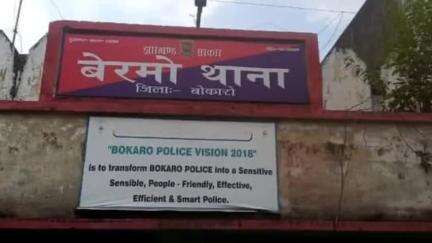 झारखण्ड सरकार
बेरमो थाना
जिला:- बोकारो
"BOKARO POLICE VISION 2018"
is to transform BOKARO POLICE into a Sensitive
Sensible, People - Friendly, Effective,
Efficient & Smart Police.